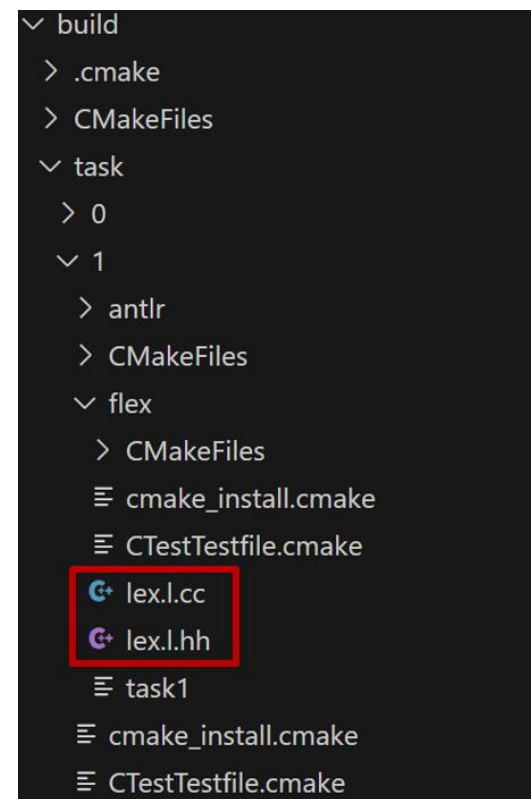 build
.cmake
CMakeFiles
task
0
1
antlr
CMakeFiles
flex
CMakeFiles
cmake_install.cmake
CTestTestfile.cmake
lex.l.cc
lex.l.hh
task1
cmake_install.cmake
CTestTestfile.cmake